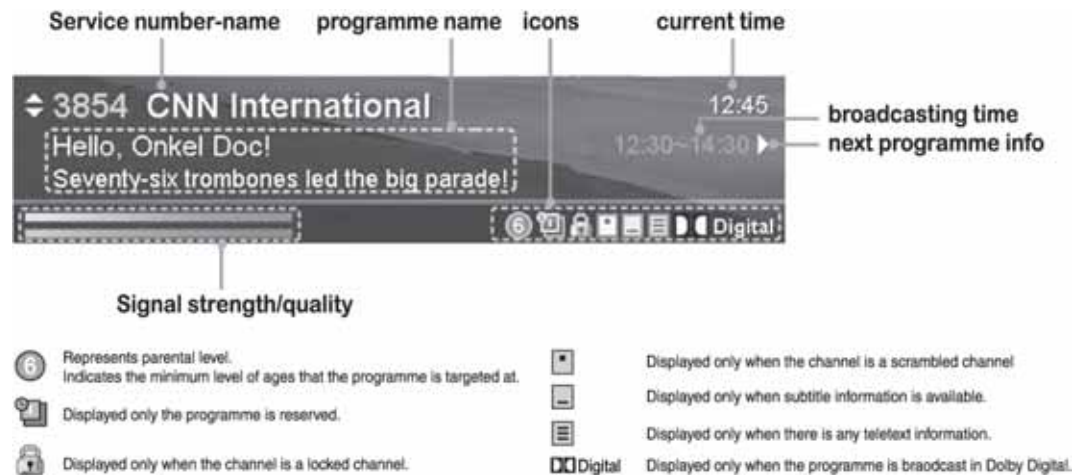 Service number-name programme name icons current time
3854 CNN International 12:45
broadcasting time
Hello, Onkel Doc! 12:30~14:30
next programme info
Seventy-six trombones led the big parade!
6 Digital
Signal strength/quality
6 Represents parental level.
Indicates the minimum level of ages that the programme is targeted at.
Displayed only the programme is reserved.
Displayed only when the channel is a locked channel.
Displayed only when the channel is a scrambled channel
Displayed only when subtitle information is available.
Displayed only when there is any teletext information.
Digital Displayed only when the programme is braodcast in Dolby Digital.